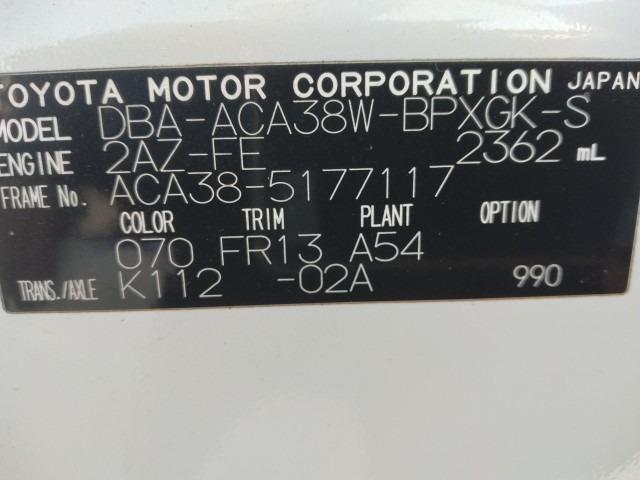 TOYOTA MOTOR CORPORATION JAPAN
MODEL DBA-ACA38W-BPXGK-S
ENGINE 2AZ-FE 2362 mL
FRAME No. ACA38-5177117
COLOR TRIM PLANT OPTION
070 FR13 A54
TRANS./AXLE K112 -02A 990